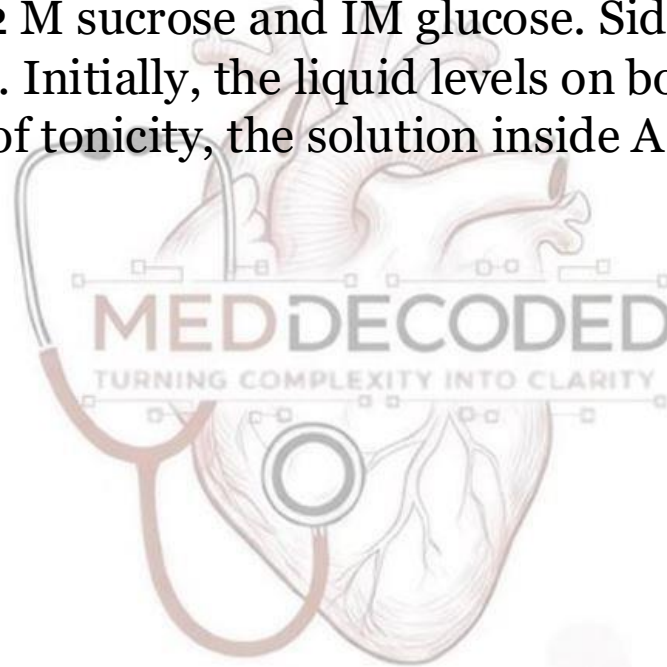 2 M sucrose and IM glucose. Sid
. Initially, the liquid levels on bo
of tonicity, the solution inside A
MEDDECODED
TURNING COMPLEXITY INTO CLARITY